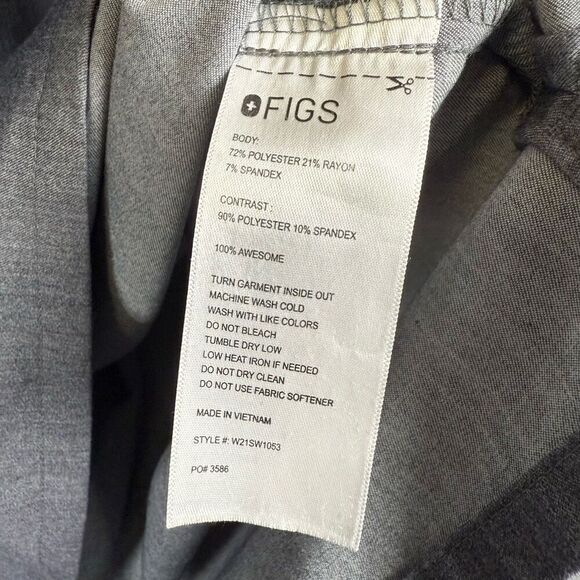 FIGS
BODY:
72% POLYESTER 21% RAYON
7% SPANDEX
CONTRAST :
90% POLYESTER 10% SPANDEX
100% AWESOME
TURN GARMENT INSIDE OUT
MACHINE WASH COLD
WASH WITH LIKE COLORS
DO NOT BLEACH
TUMBLE DRY LOW
LOW HEAT IRON IF NEEDED
DO NOT DRY CLEAN
DO NOT USE FABRIC SOFTENER
MADE IN VIETNAM
STYLE #: W21SW1053
PO# 3586